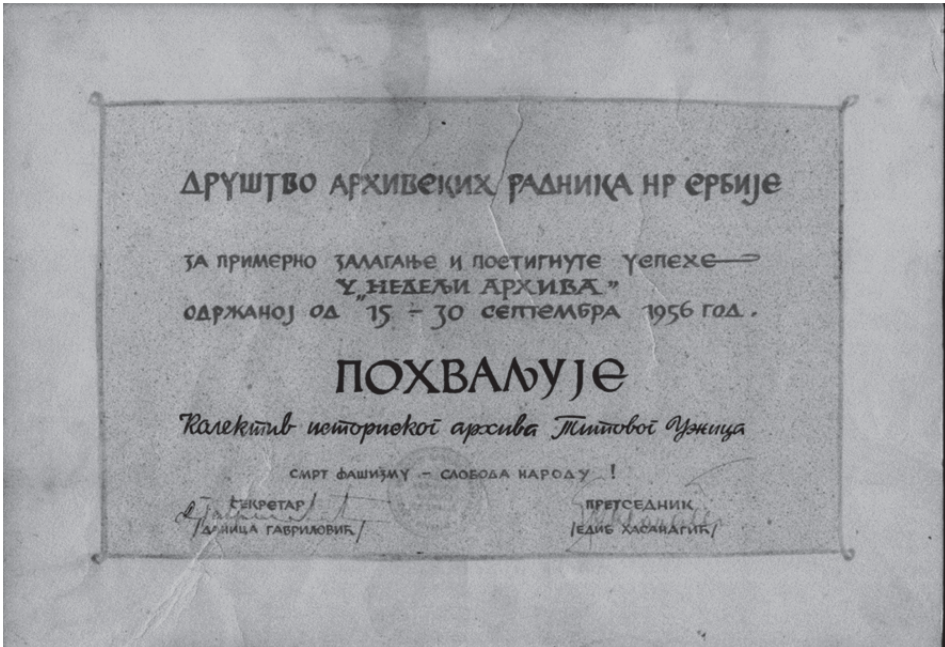 ДРУШТВО АРХИВСКИХ РАДНИКА НР СРБИЈЕ
ЗА ПРИМЕРНО ЗАЛАГАЊЕ И ПОСТИГНУТЕ УСПЕХЕ
У „НЕДЕЉИ АРХИВА”
ОДРЖАНОЈ ОД 15 – 30 СЕПТЕМБРА 1956 ГОД.
ПОХВАЉУЈЕ
Колектив историског архива Титовог Ужица
СМРТ ФАШИЗМУ – СЛОБОДА НАРОДУ !
СЕКРЕТАР
/ДАНИЦА ГАВРИЛОВИЋ/
ПРЕТСЕДНИК
/ЕДИБ ХАСАНАГИЋ/